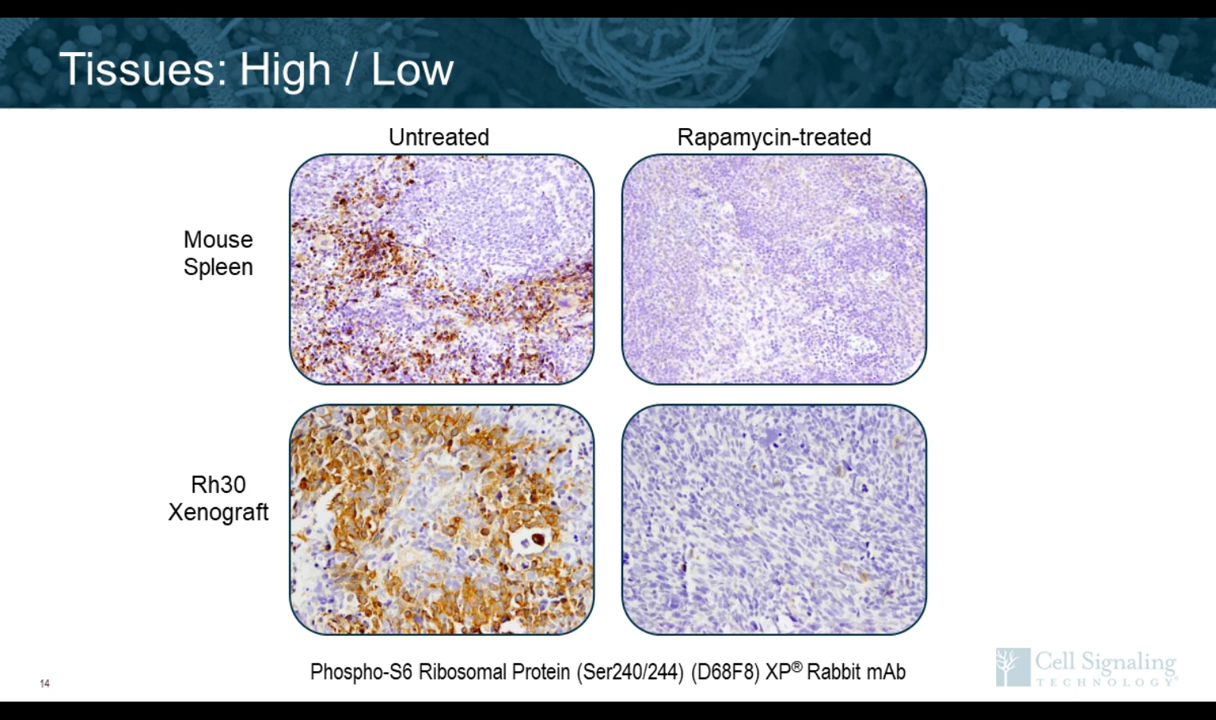 Tissues: High / Low
Untreated
Rapamycin-treated
Mouse
Spleen
Rh30
Xenograft
Phospho-S6 Ribosomal Protein (Ser240/244) (D68F8) XP® Rabbit mAb
14
Cell Signaling
TECHNOLOGY®